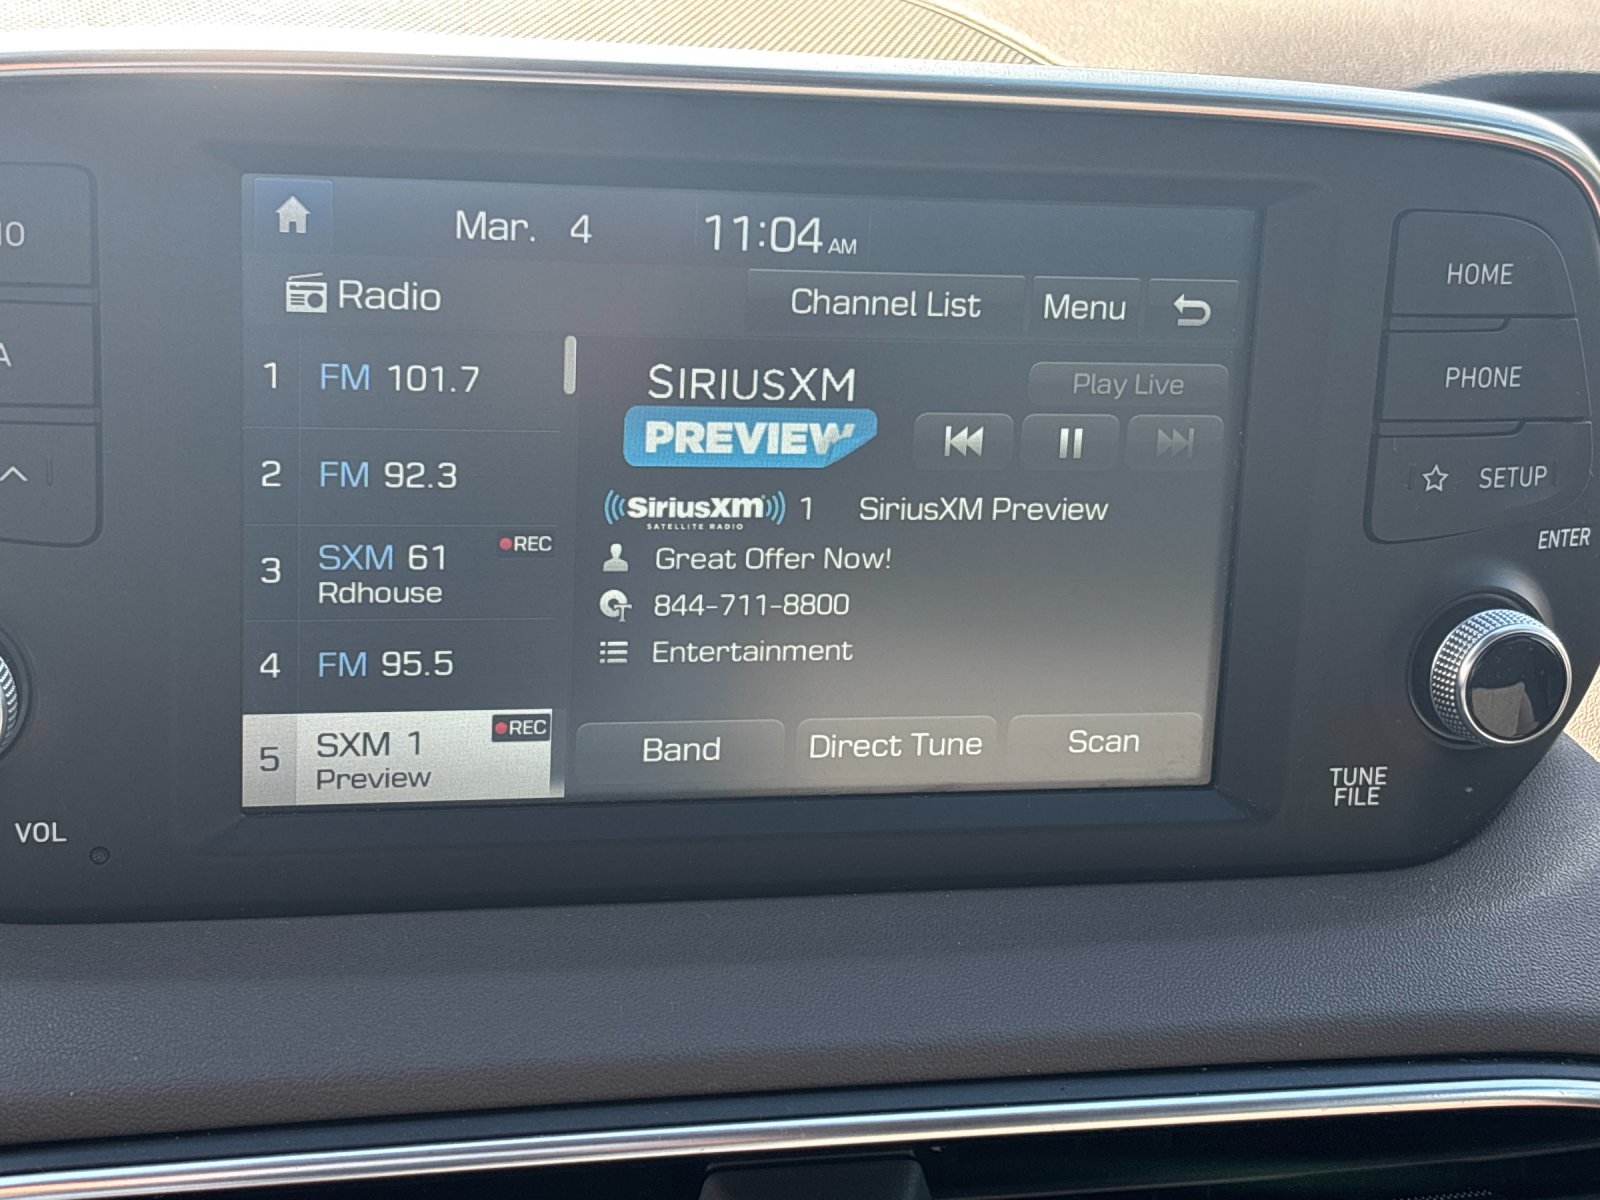 Mar. 4 11:04 AM
Radio
Channel List
Menu
1 FM 101.7
2 FM 92.3
3 SXM 61 REC
Rdhouse
4 FM 95.5
5 SXM 1 REC
Preview
SIRIUSXM
PREVIEW
Play Live
SiriusXM 1 SiriusXM Preview
SATELLITE RADIO
Great Offer Now!
844-711-8800
Entertainment
Band
Direct Tune
Scan
HOME
PHONE
SETUP
ENTER
TUNE
FILE
VOL